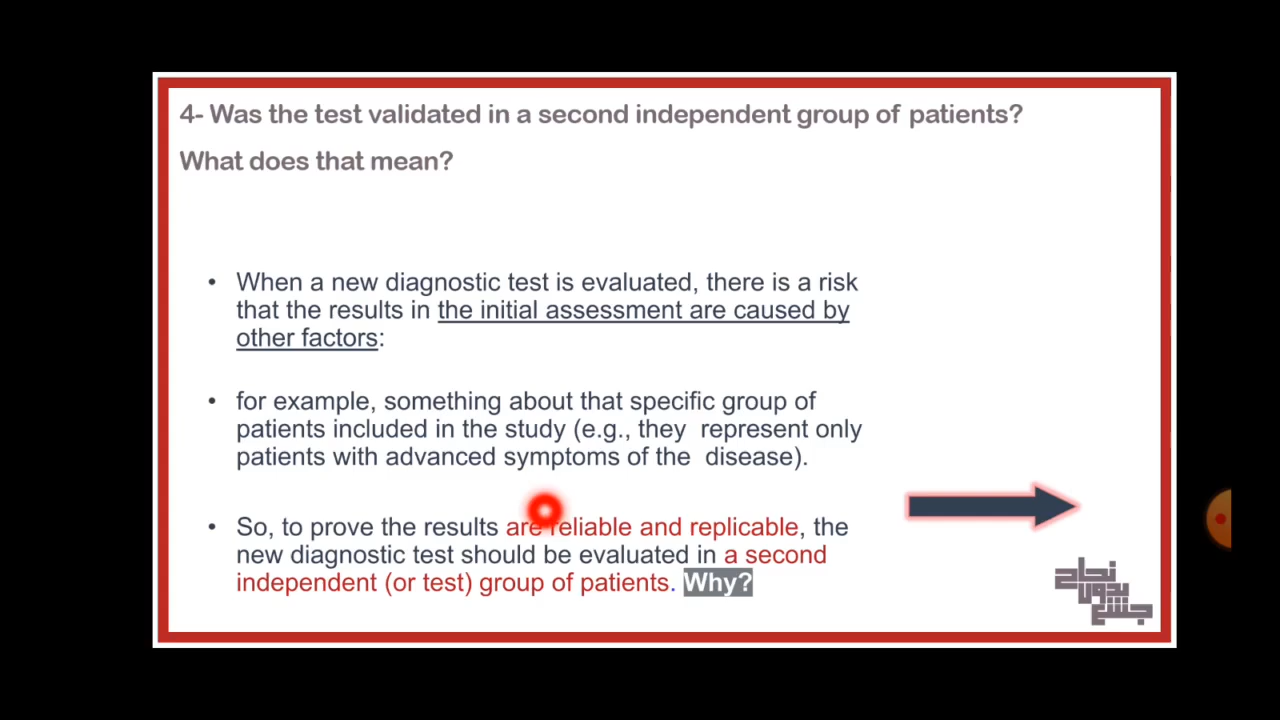 4- Was the test validated in a second independent group of patients?
What does that mean?
• When a new diagnostic test is evaluated, there is a risk
that the results in the initial assessment are caused by
other factors:
• for example, something about that specific group of
patients included in the study (e.g., they represent only
patients with advanced symptoms of the disease).
• So, to prove the results are reliable and replicable, the
new diagnostic test should be evaluated in a second
independent (or test) group of patients. Why?
نجاح
بدون
جشع